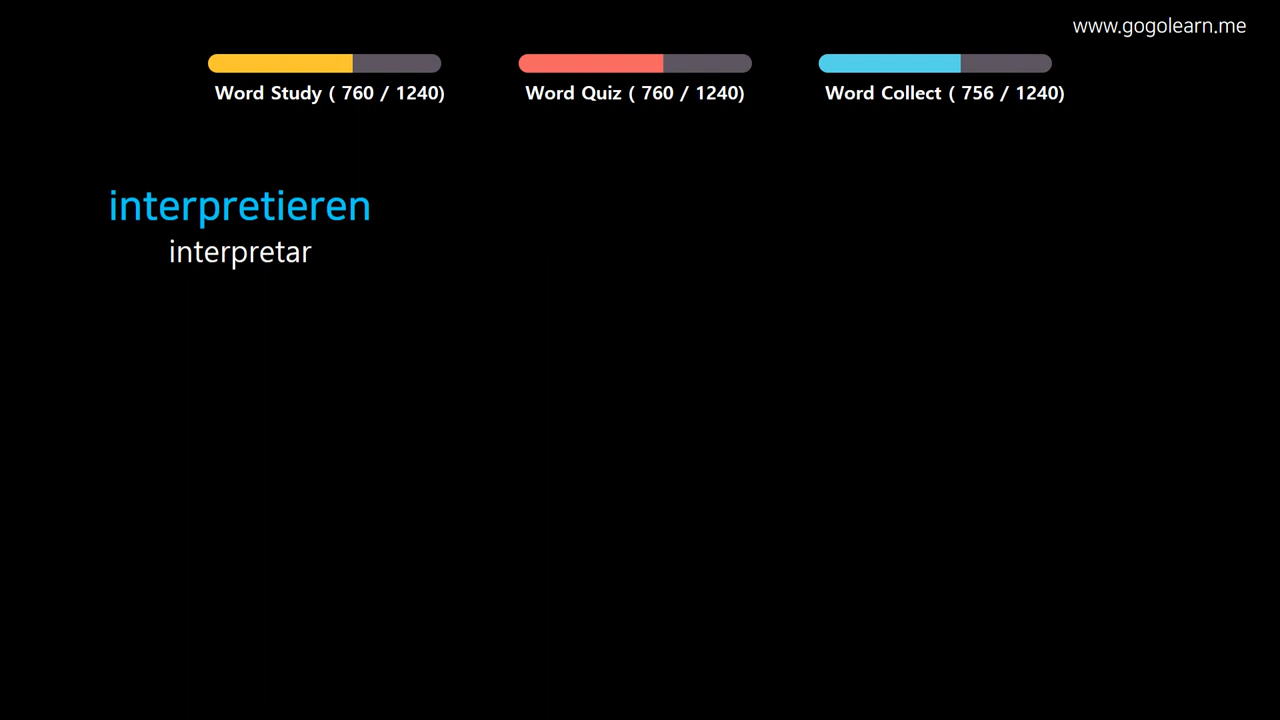 www.gogolearn.me
Word Study ( 760 / 1240)
Word Quiz ( 760 / 1240)
Word Collect ( 756 / 1240)
interpretieren
interpretar